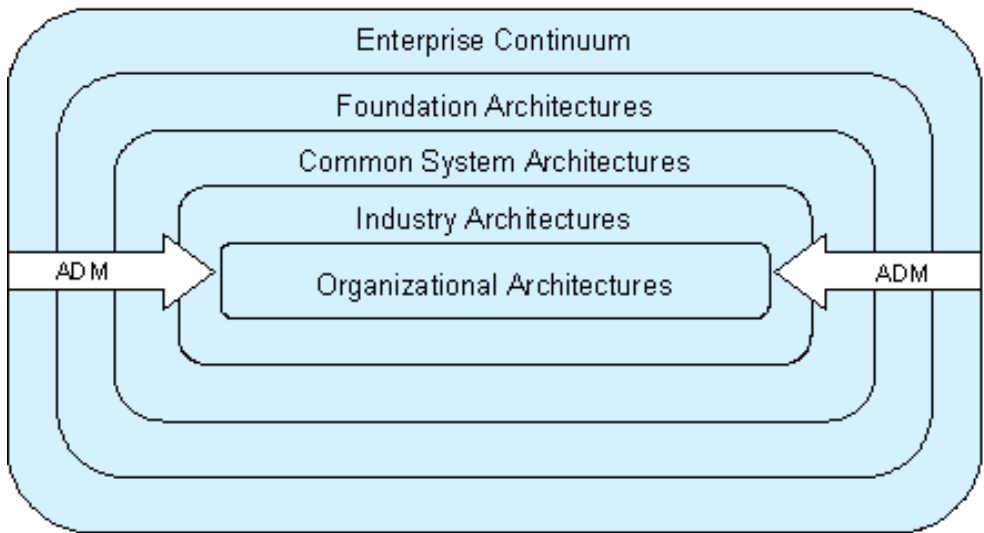 Enterprise Continuum
Foundation Architectures
Common System Architectures
Industry Architectures
ADM
Organizational Architectures
ADM